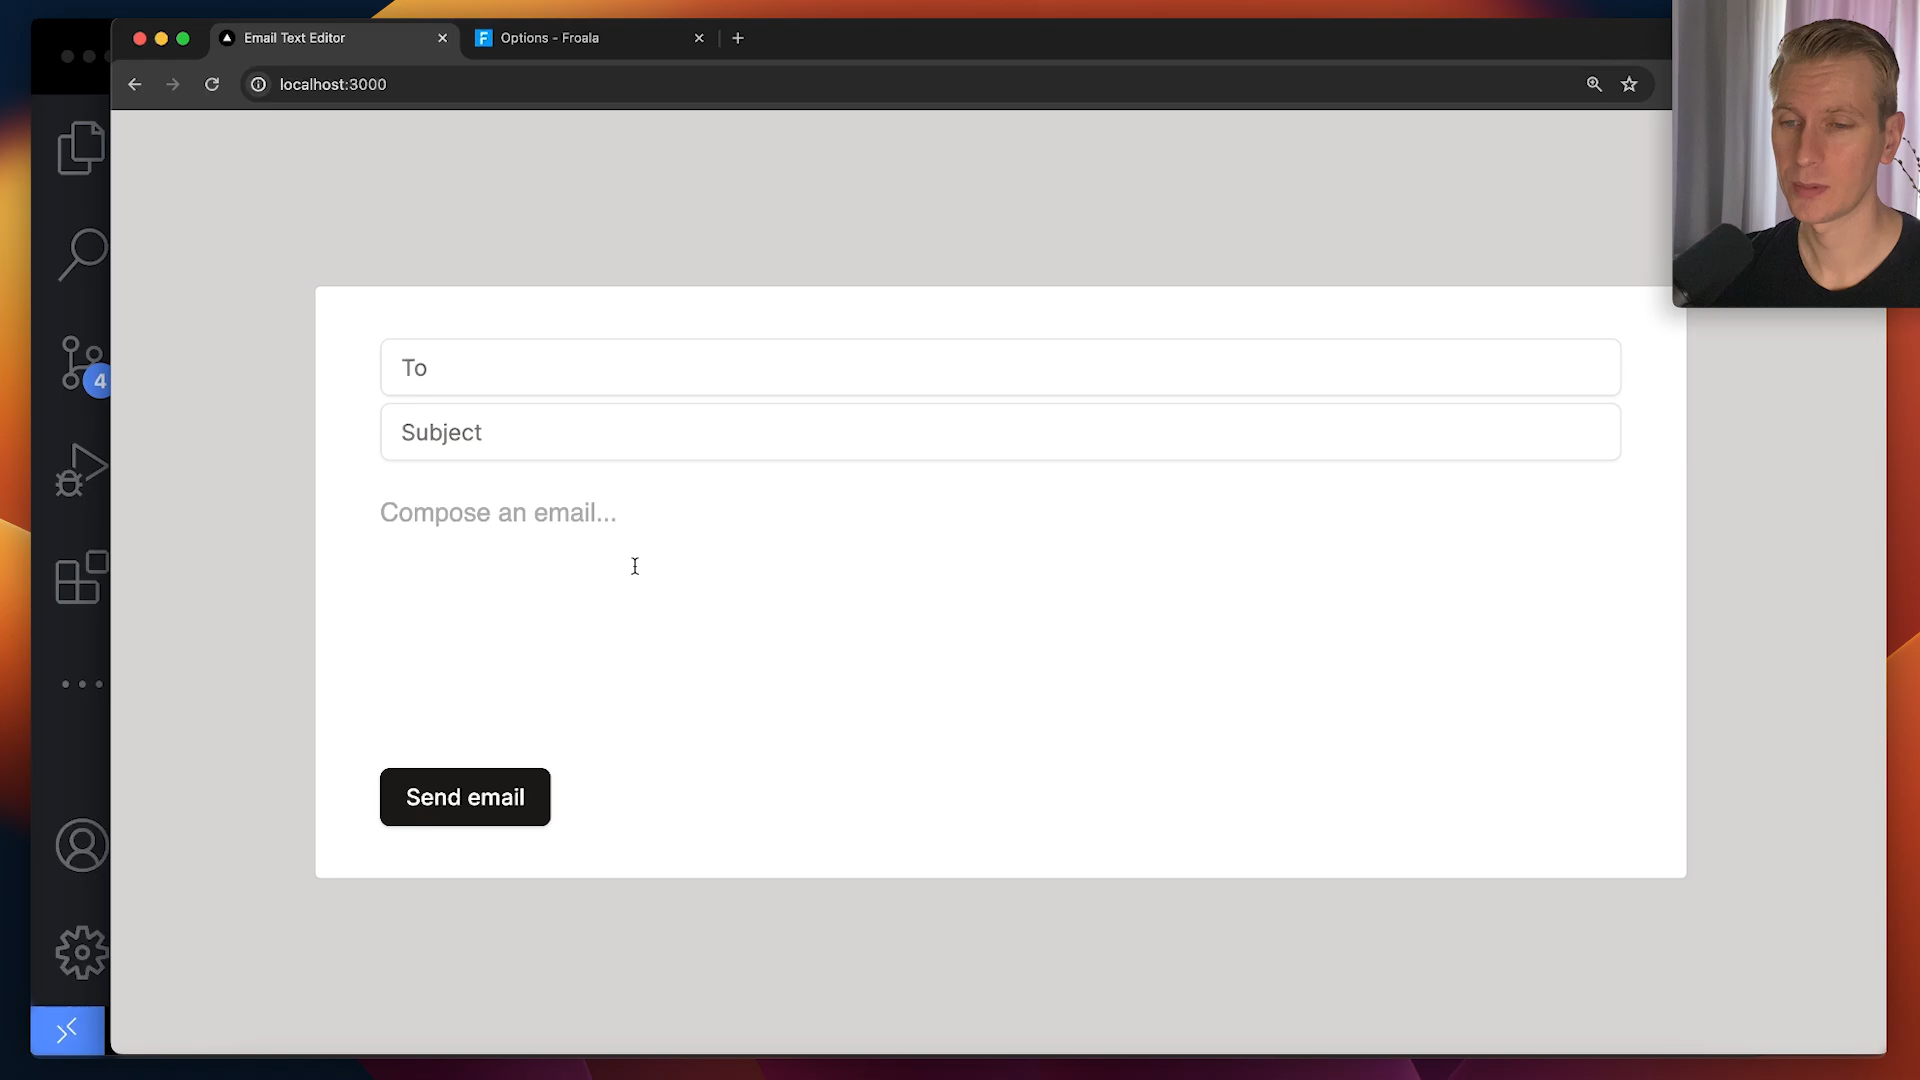 Email Text Editor
F Options - Froala
localhost:3000
To
Subject
4
Compose an email...
Send email